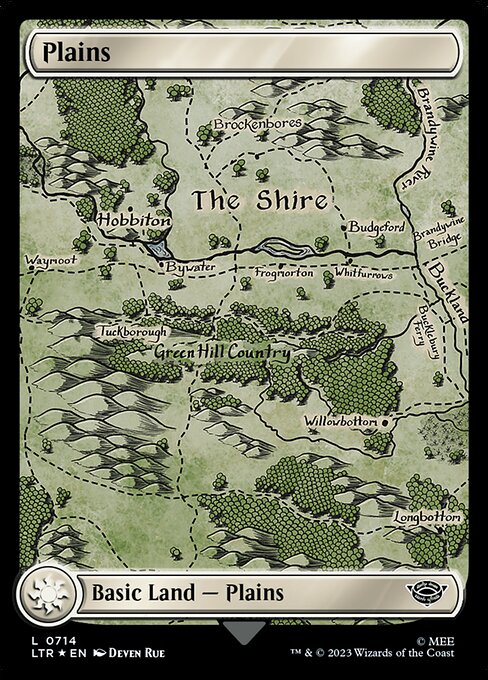 Plains
Brockenbores
Brandywine River
The Shire
Hobbiton
Budgeford
Brandywine Bridge
Waymoot
Bywater
Frogmorton
Whitfurrows
Buckland
Tuckborough
Bucklebury Ferry
Green Hill Country
Willowbottom
Longbottom
Basic Land — Plains
L 0714
LTR ★ EN Deven Rue
© MEE
™ & © 2023 Wizards of the Coast